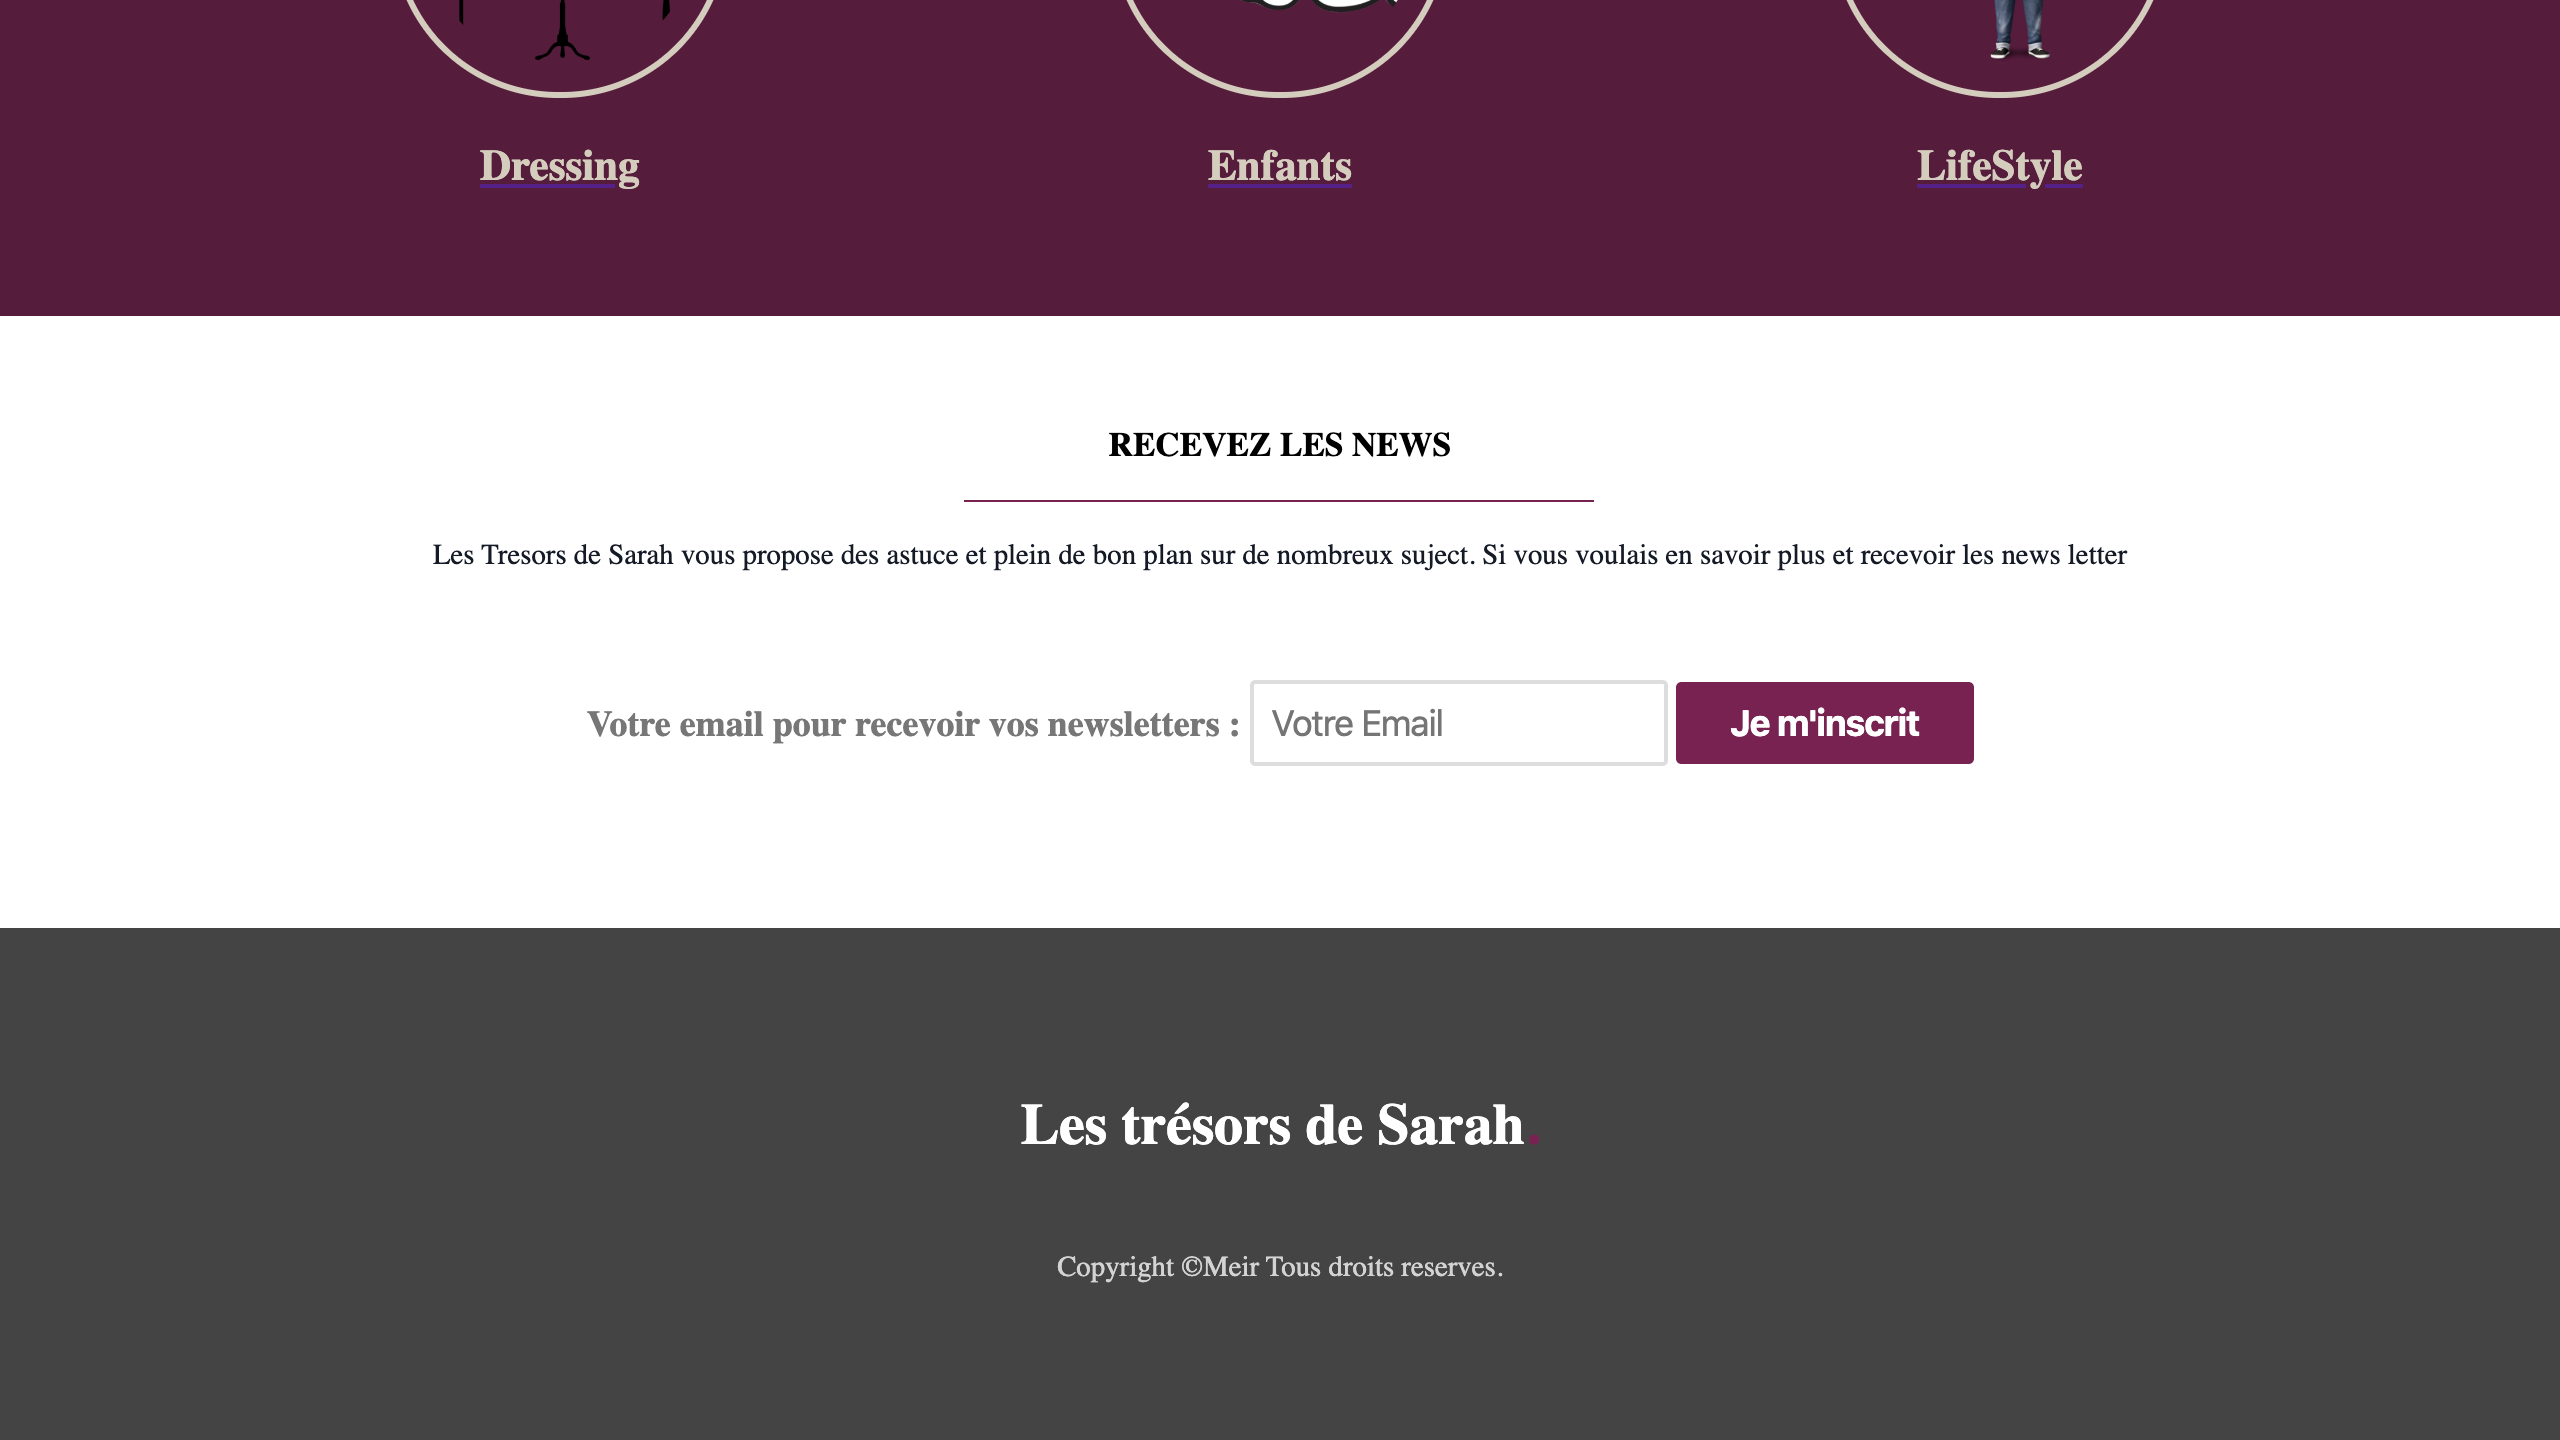 Dressing
Enfants
LifeStyle
RECEVEZ LES NEWS
Les Tresors de Sarah vous propose des astuce et plein de bon plan sur de nombreux suject. Si vous voulais en savoir plus et recevoir les news letter
Votre email pour recevoir vos newsletters : Votre Email Je m'inscrit
Les trésors de Sarah.
Copyright ©Meir Tous droits reserves.